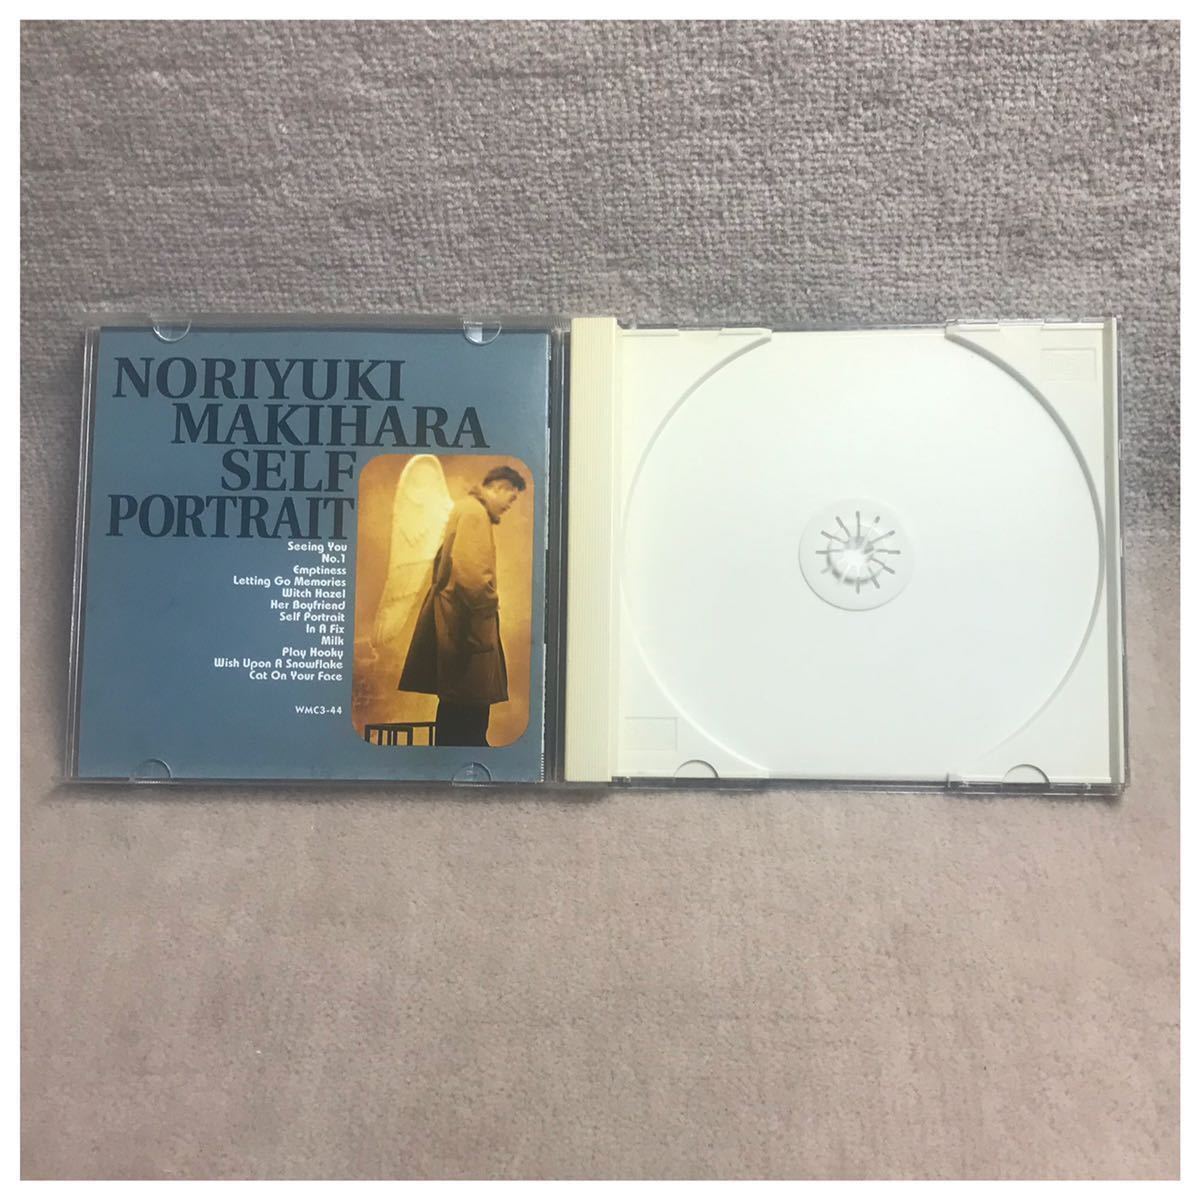 NORIYUKI
MAKIHARA
SELF
PORTRAIT
Seeing You
No.1
Emptiness
Letting Go Memories
Witch Hazel
Her Boyfriend
Self Portrait
In A Fix
Milk
Play Hooky
Wish Upon A Snowflake
Cat On Your Face
WMC3-44